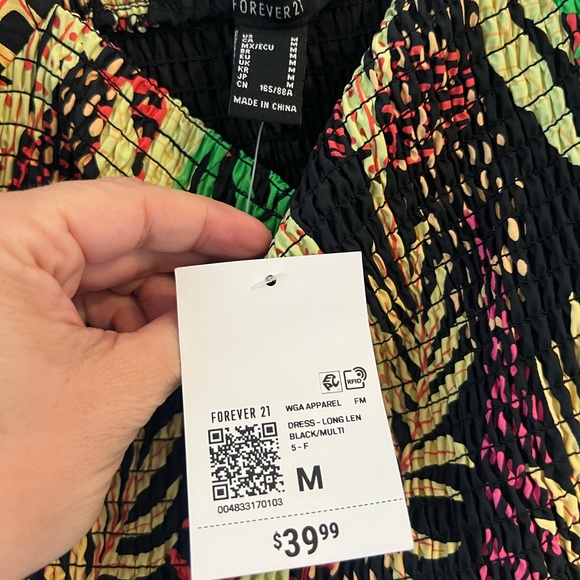 FOREVER 21
US M
CA M
MX/ECU M
BR M
EU M
UK M
KR M
JP M
CN 165/88A
MADE IN CHINA
RFID
FOREVER 21
WGA APPAREL FM
DRESS - LONG LEN
BLACK/MULTI
5 - F
M
004833170103
$39.99